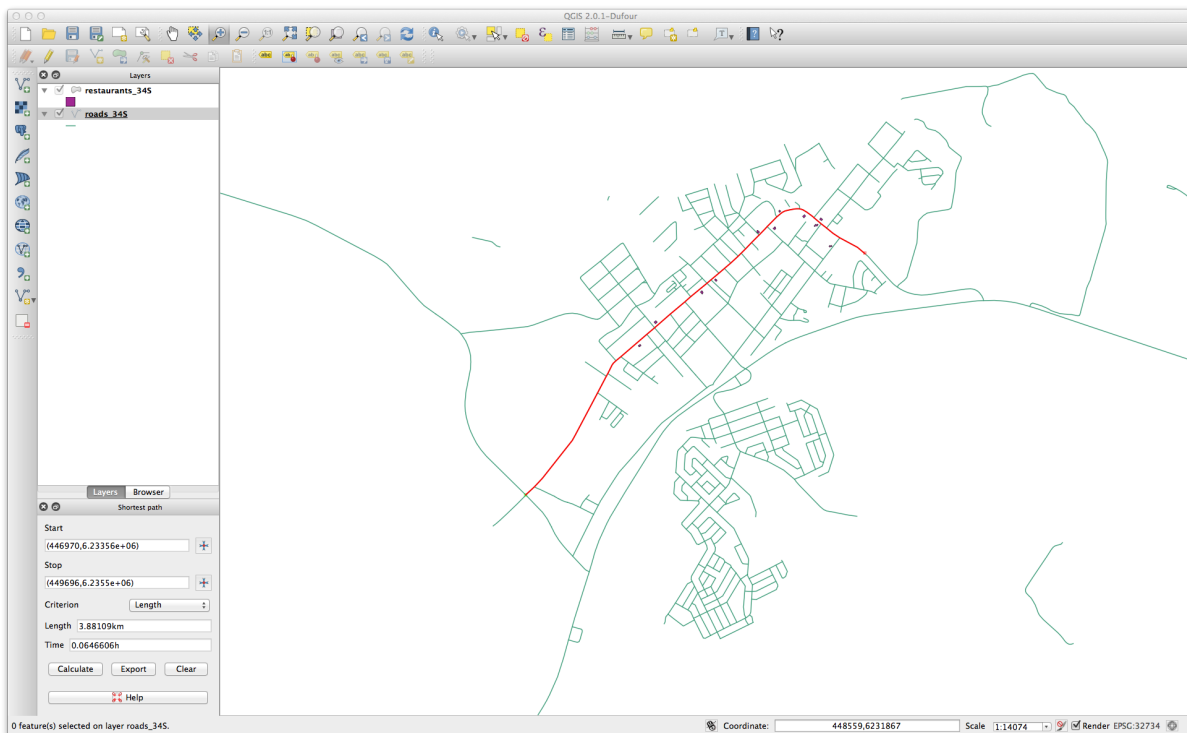 QGIS 2.0.1-Dufour
Layers
restaurants_34S
roads_34S
Layers Browser
Shortest path
Start
(446970,6.23356e+06)
Stop
(449696,6.2355e+06)
Criterion Length
Length 3.88109km
Time 0.0646606h
Calculate Export Clear
Help
0 feature(s) selected on layer roads_34S.
Coordinate: 448559,6231867 Scale 1:14074 Render EPSG:32734